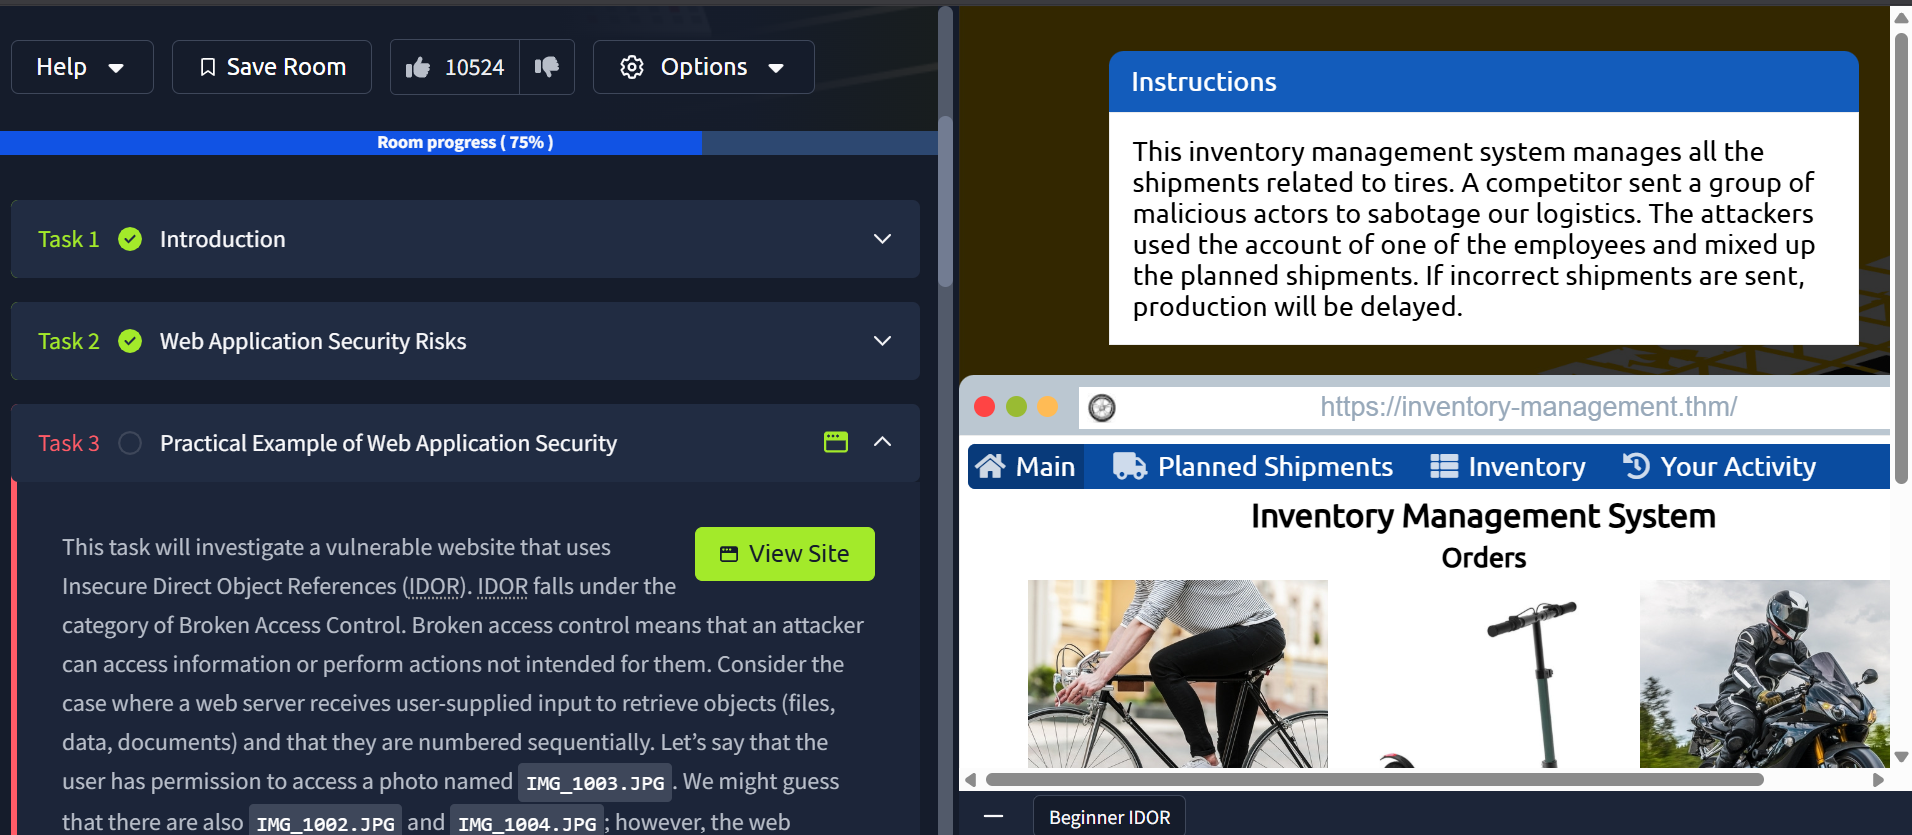 Help
Save Room
10524
Options
Room progress ( 75% )
Task 1 Introduction
Task 2 Web Application Security Risks
Task 3 Practical Example of Web Application Security
This task will investigate a vulnerable website that uses
View Site
Insecure Direct Object References (IDOR). IDOR falls under the
category of Broken Access Control. Broken access control means that an attacker
can access information or perform actions not intended for them. Consider the
case where a web server receives user-supplied input to retrieve objects (files,
data, documents) and that they are numbered sequentially. Let’s say that the
user has permission to access a photo named IMG_1003.JPG. We might guess
that there are also IMG_1002.JPG and IMG_1004.JPG; however, the web
Instructions
This inventory management system manages all the
shipments related to tires. A competitor sent a group of
malicious actors to sabotage our logistics. The attackers
used the account of one of the employees and mixed up
the planned shipments. If incorrect shipments are sent,
production will be delayed.
https://inventory-management.thm/
Main Planned Shipments Inventory Your Activity
Inventory Management System
Orders
Beginner IDOR